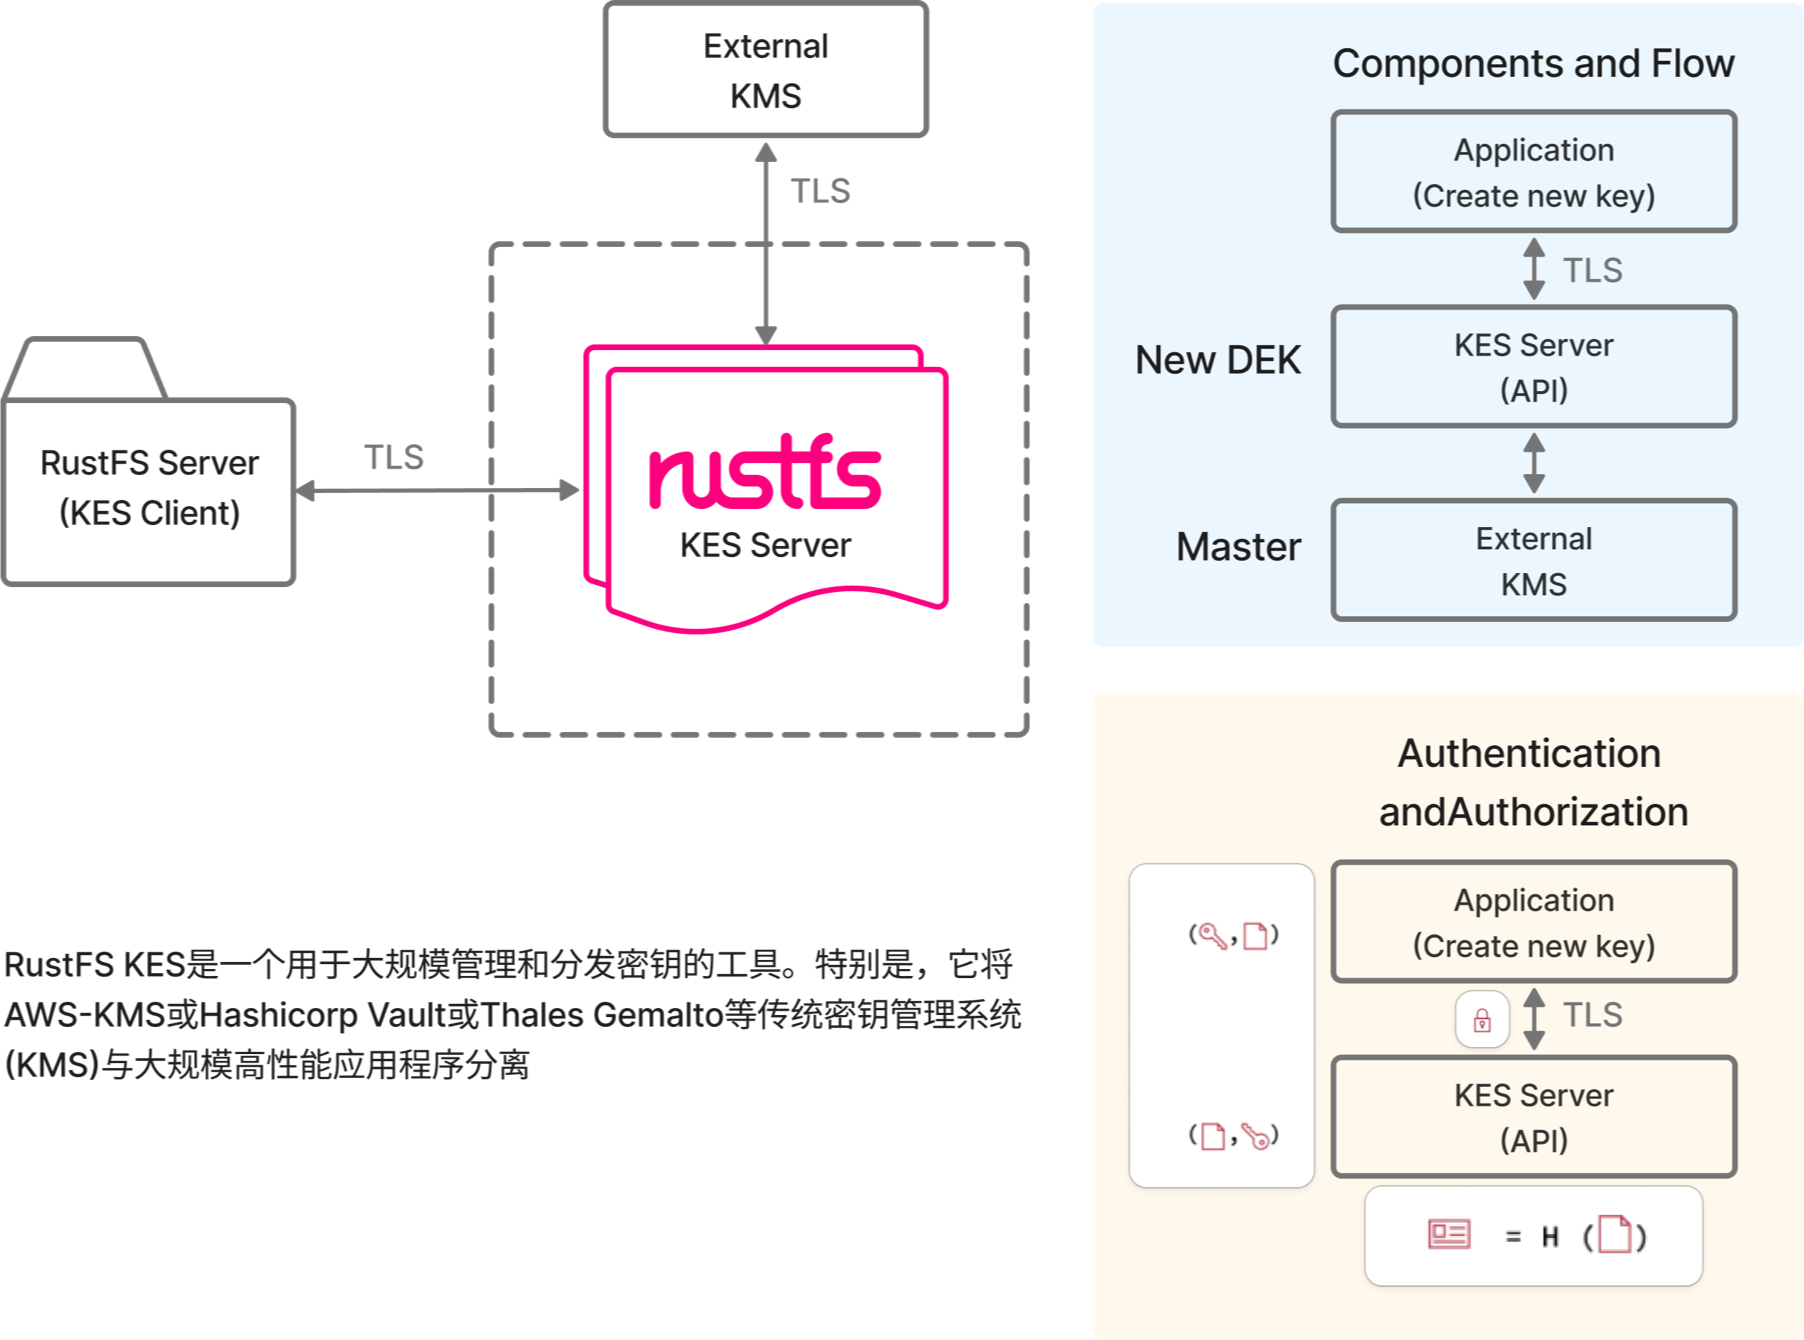 External
KMS
TLS
RustFS Server
(KES Client)
TLS
rustfs
KES Server
RustFS KES是一个用于大规模管理和分发密钥的工具。特别是，它将
AWS-KMS或Hashicorp Vault或Thales Gemalto等传统密钥管理系统
(KMS)与大规模高性能应用程序分离
Components and Flow
Application
(Create new key)
TLS
New DEK
KES Server
(API)
Master
External
KMS
Authentication
andAuthorization
Application
(Create new key)
( , )
TLS
KES Server
(API)
( , )
= H ( )